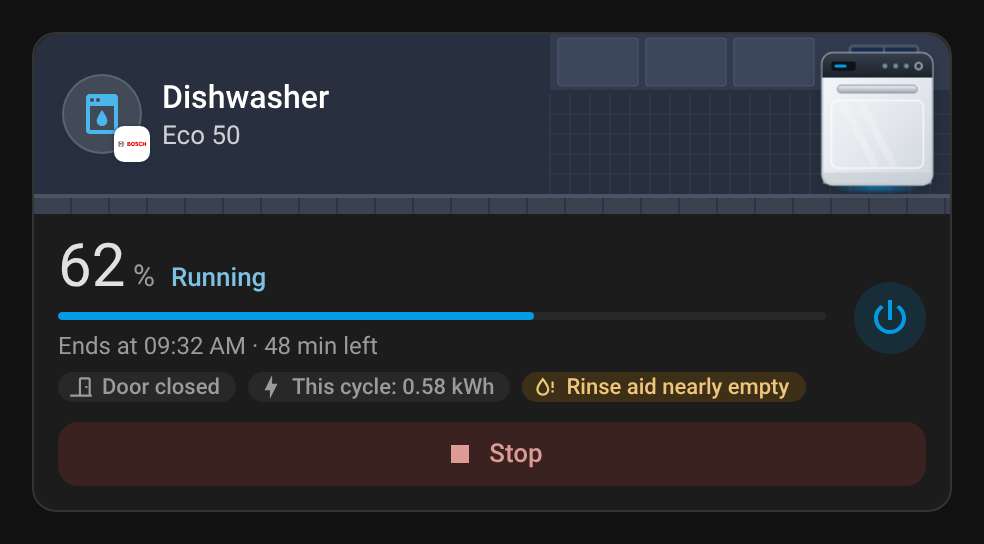 Dishwasher
BOSCH
Eco 50
62 % Running
Ends at 09:32 AM · 48 min left
Door closed
This cycle: 0.58 kWh
Rinse aid nearly empty
Stop